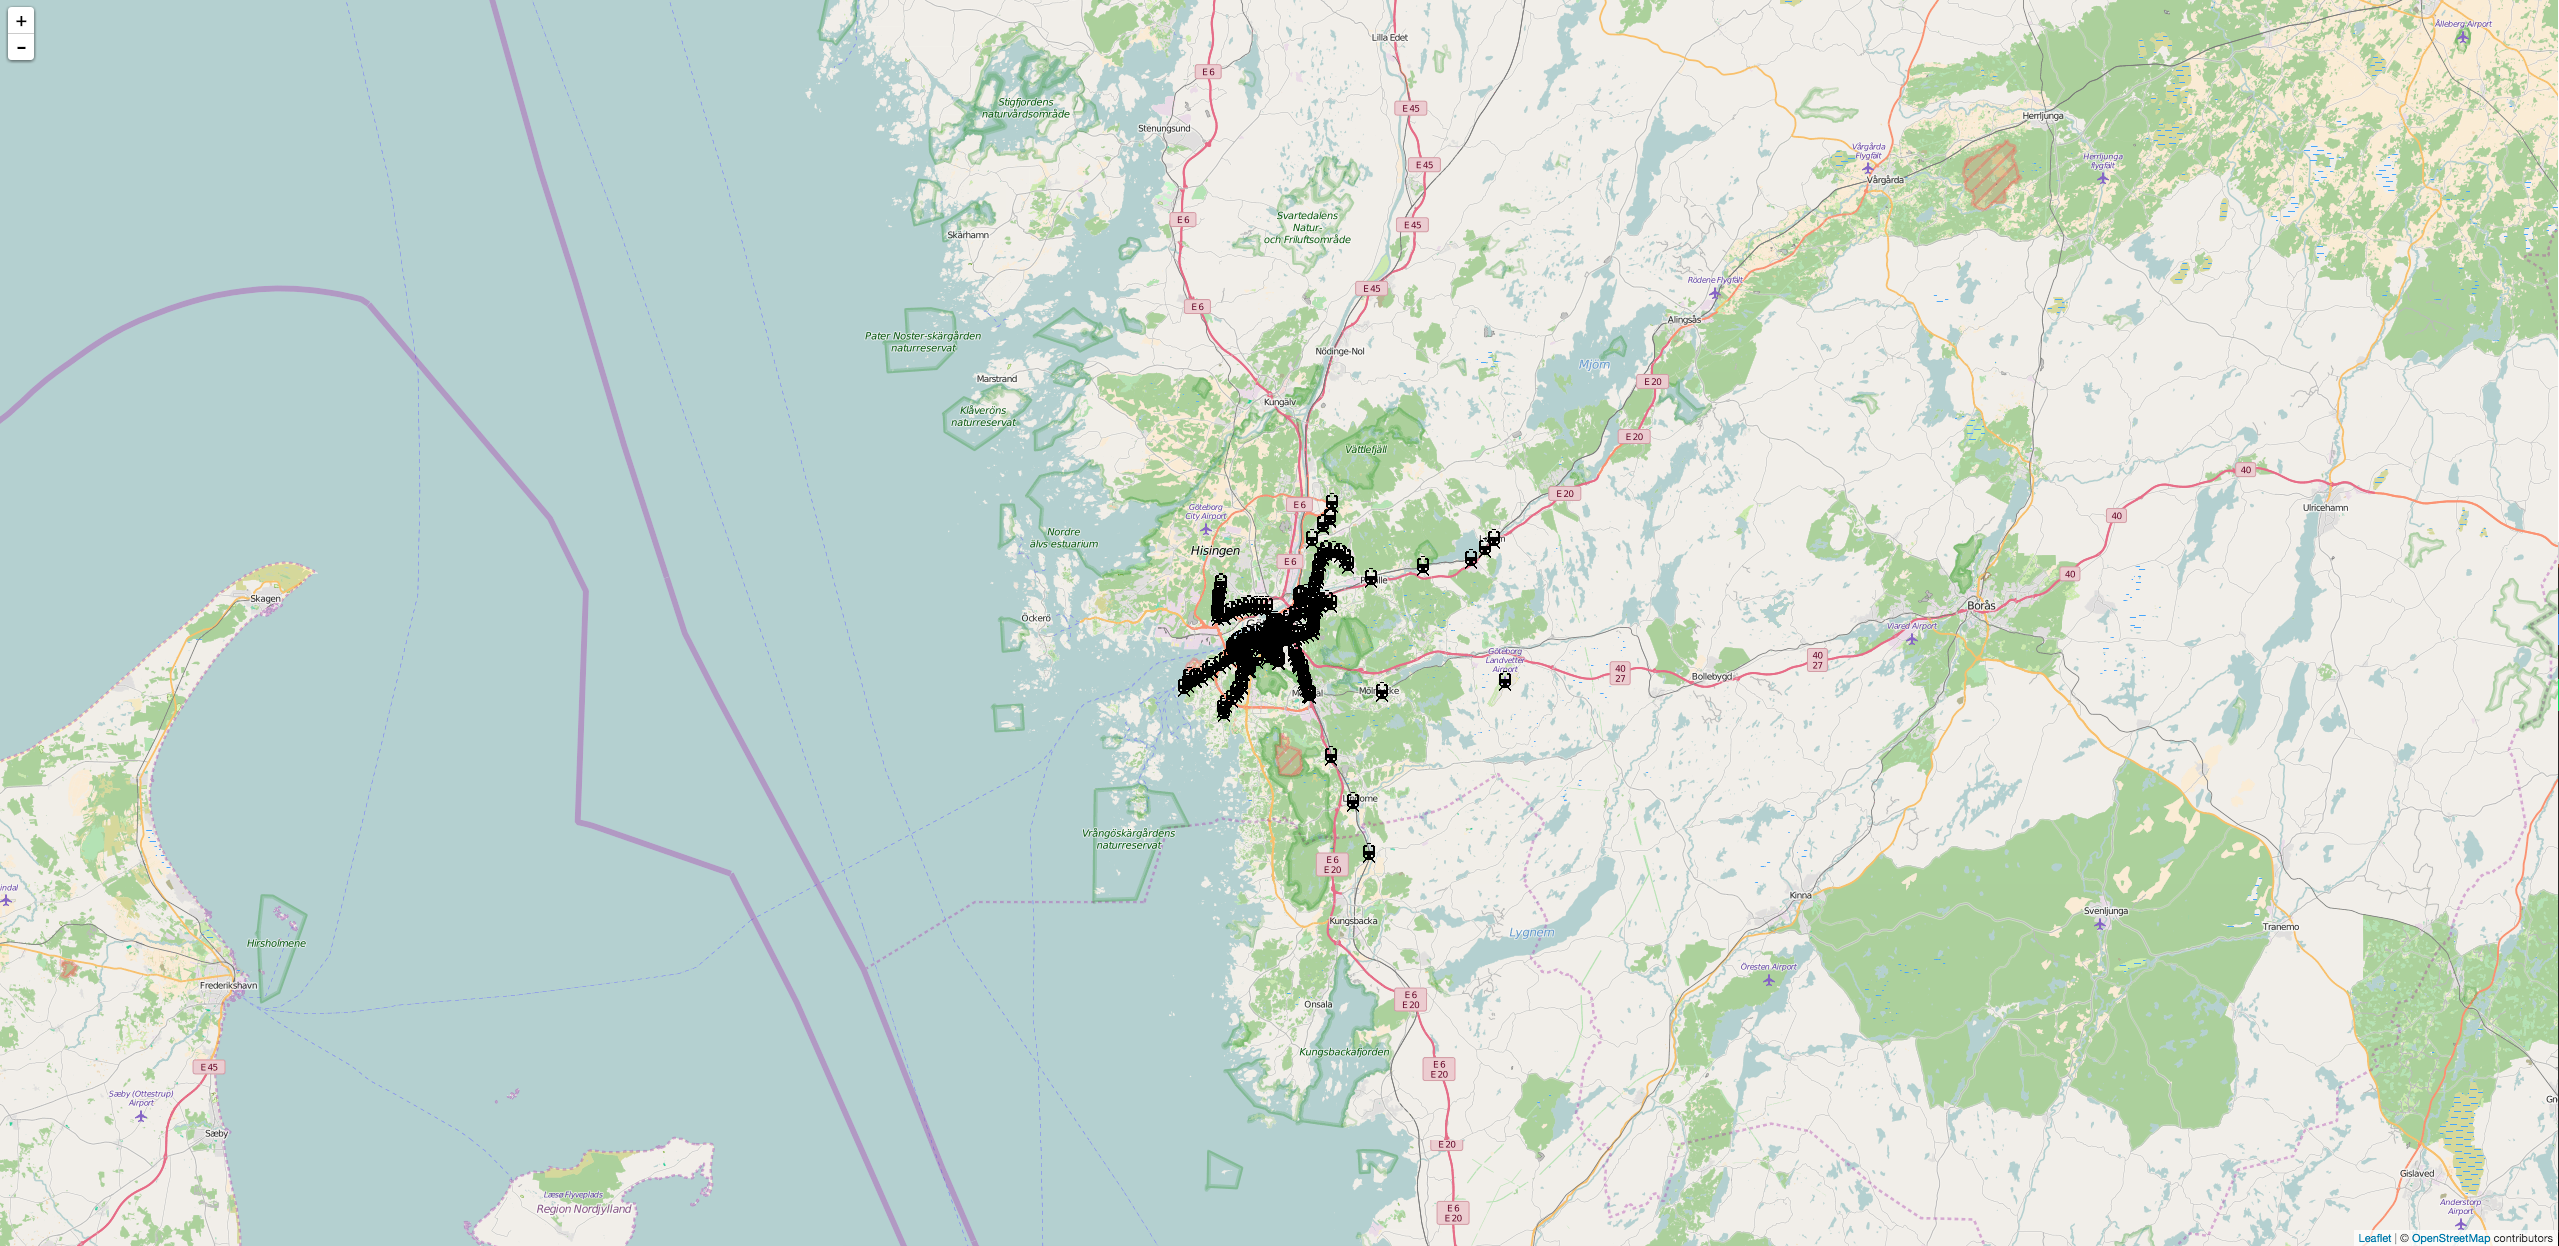 +
-
Lilla Edet
Ålleberg Airport
E 6
Stigfjordens
naturvårdsområde
E 45
Stenungsund
Herrljunga
Vårgårda
Flygfält
Herrljunga
flygfält
E 45
Vårgårda
E 6
Svartedalens
Natur-
och Friluftsområde
E 45
Skärhamn
Rödene Flygfält
E 45
E 6
Alingsås
Pater Noster-skärgården
naturreservat
Nödinge-Nol
Mjörn
Marstrand
E 20
Kungälv
Klåveröns
naturreservat
E 20
Vättlefjäll
40
E 20
Göteborg
City Airport
E 6
Ulricehamn
40
Nordre
älvs estuarium
Hisingen
E 6
40
Skagen
Borås
Öckerö
Viared Airport
Göteborg
Landvetter
Airport
40
27
40
27
Bollebygd
Vrångöskärgårdens
naturreservat
E 6
E 20
Kinna
Svenljunga
Kungsbacka
Lygnern
Tranemo
Hirsholmene
Öresten Airport
Frederikshavn
Onsala
E 6
E 20
Kungsbackafjorden
E 45
E 6
E 20
Sæby (Ottestrup)
Airport
Sæby
E 20
Gislaved
Læsø Flyveplads
Region Nordjylland
Anderstorp
Airport
E 6
E 20
Leaflet | © OpenStreetMap contributors